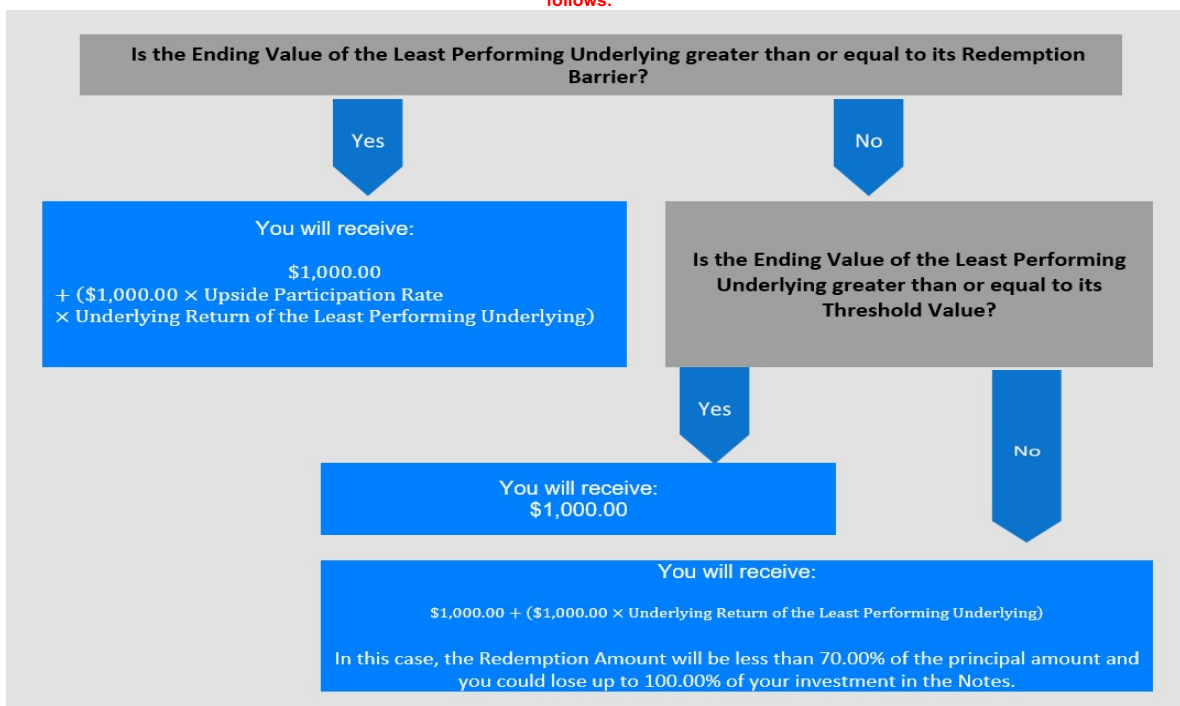 follows:
Is the Ending Value of the Least Performing Underlying greater than or equal to its Redemption
Barrier?
Yes
No
You will receive:
$1,000.00
+ ($1,000.00 × Upside Participation Rate
× Underlying Return of the Least Performing Underlying)
Is the Ending Value of the Least Performing
Underlying greater than or equal to its
Threshold Value?
Yes
No
You will receive:
$1,000.00
You will receive:
$1,000.00 + ($1,000.00 × Underlying Return of the Least Performing Underlying)
In this case, the Redemption Amount will be less than 70.00% of the principal amount and
you could lose up to 100.00% of your investment in the Notes.